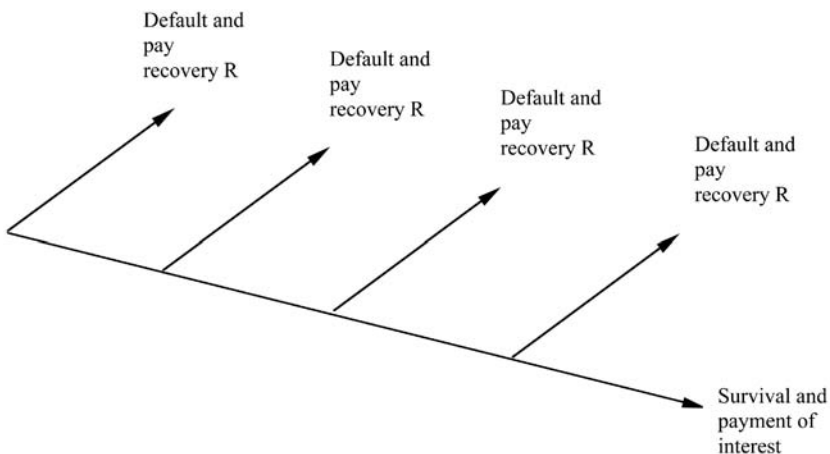 Default and
pay
recovery R
Default and
pay
recovery R
Default and
pay
recovery R
Default and
pay
recovery R
Survival and
payment of
interest